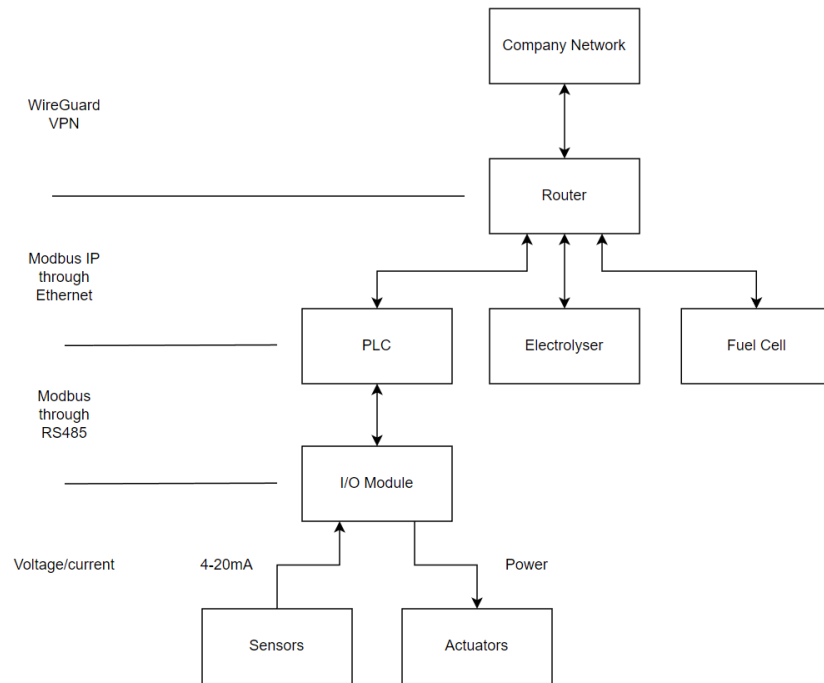 Company Network
WireGuard
VPN
Router
Modbus IP
through
Ethernet
PLC
Electrolyser
Fuel Cell
Modbus
through
RS485
I/O Module
Voltage/current
4-20mA
Power
Sensors
Actuators